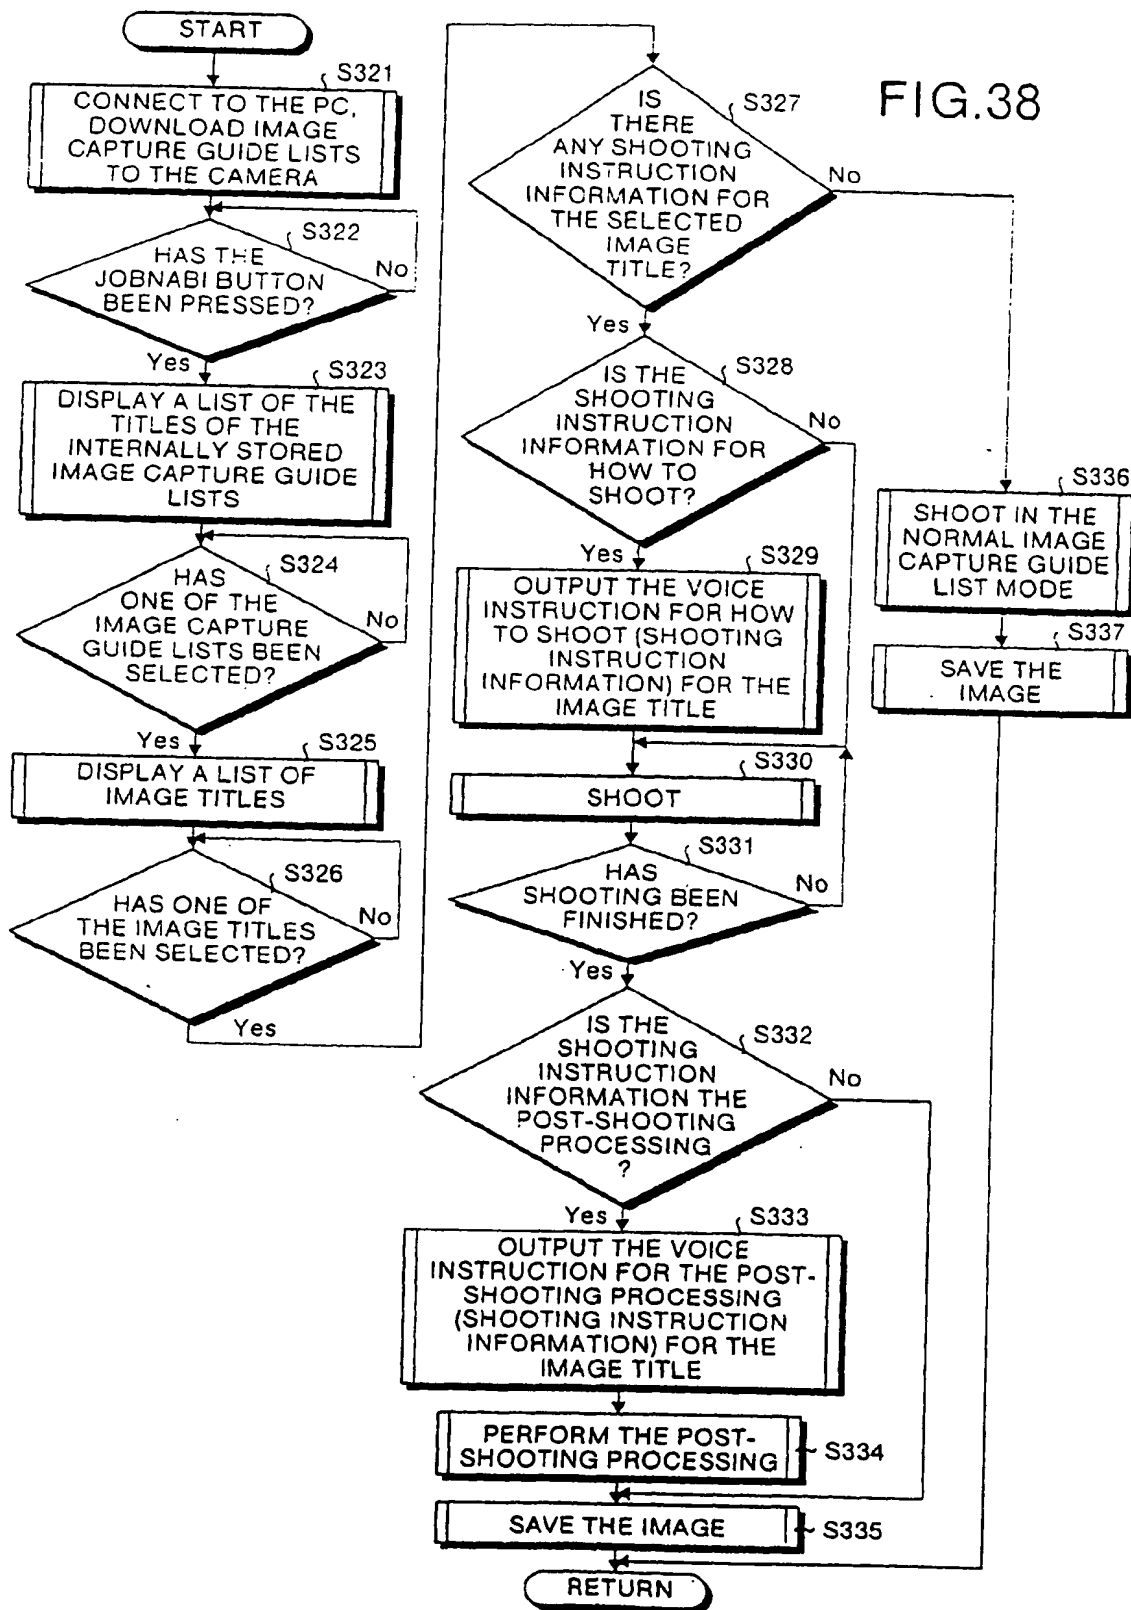 FIG.38
START
S321
CONNECT TO THE PC,
DOWNLOAD IMAGE
CAPTURE GUIDE LISTS
TO THE CAMERA
S322
HAS THE
JOBNABI BUTTON
BEEN PRESSED?
No
Yes
S323
DISPLAY A LIST OF THE
TITLES OF THE
INTERNALLY STORED
IMAGE CAPTURE GUIDE
LISTS
S324
HAS
ONE OF THE
IMAGE CAPTURE
GUIDE LISTS BEEN
SELECTED?
No
Yes
S325
DISPLAY A LIST OF
IMAGE TITLES
S326
HAS ONE OF
THE IMAGE TITLES
BEEN SELECTED?
No
Yes
S327
IS
THERE
ANY SHOOTING
INSTRUCTION
INFORMATION FOR
THE SELECTED
IMAGE
TITLE?
No
Yes
S328
IS THE
SHOOTING
INSTRUCTION
INFORMATION FOR
HOW TO
SHOOT?
No
Yes
S329
OUTPUT THE VOICE
INSTRUCTION FOR HOW
TO SHOOT (SHOOTING
INSTRUCTION
INFORMATION) FOR THE
IMAGE TITLE
S330
SHOOT
S331
HAS
SHOOTING BEEN
FINISHED?
No
Yes
S332
IS THE
SHOOTING
INSTRUCTION
INFORMATION THE
POST-SHOOTING
PROCESSING
?
No
Yes
S333
OUTPUT THE VOICE
INSTRUCTION FOR THE POST-
SHOOTING PROCESSING
(SHOOTING INSTRUCTION
INFORMATION) FOR THE
IMAGE TITLE
PERFORM THE POST-
SHOOTING PROCESSING
S334
SAVE THE IMAGE
S335
RETURN
S336
SHOOT IN THE
NORMAL IMAGE
CAPTURE GUIDE
LIST MODE
S337
SAVE THE
IMAGE